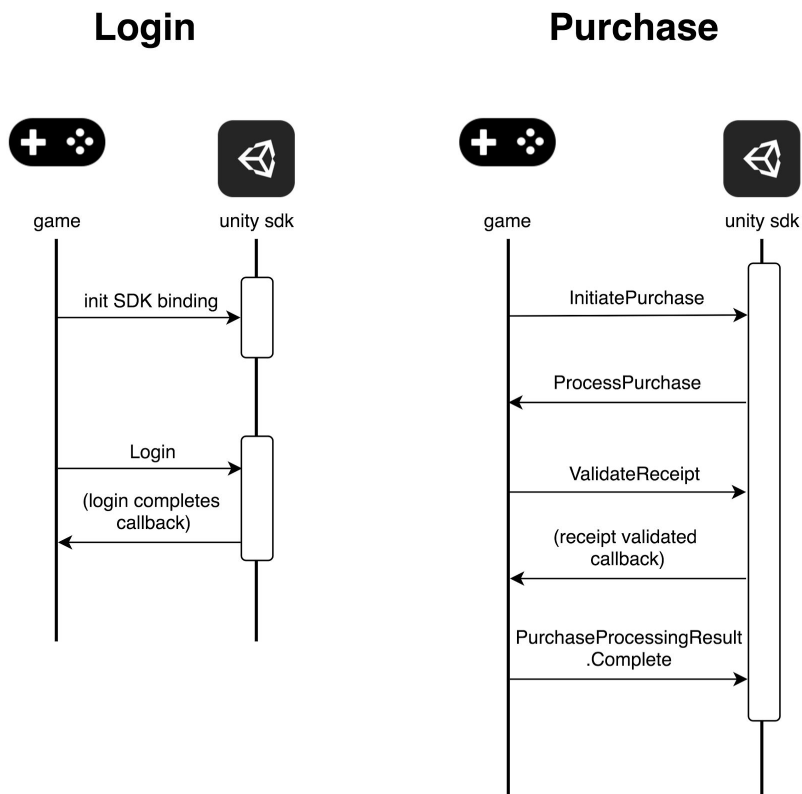 Login
game
unity sdk
init SDK binding
Login
(login completes
callback)
Purchase
game
unity sdk
InitiatePurchase
ProcessPurchase
ValidateReceipt
(receipt validated
callback)
PurchaseProcessingResult
.Complete